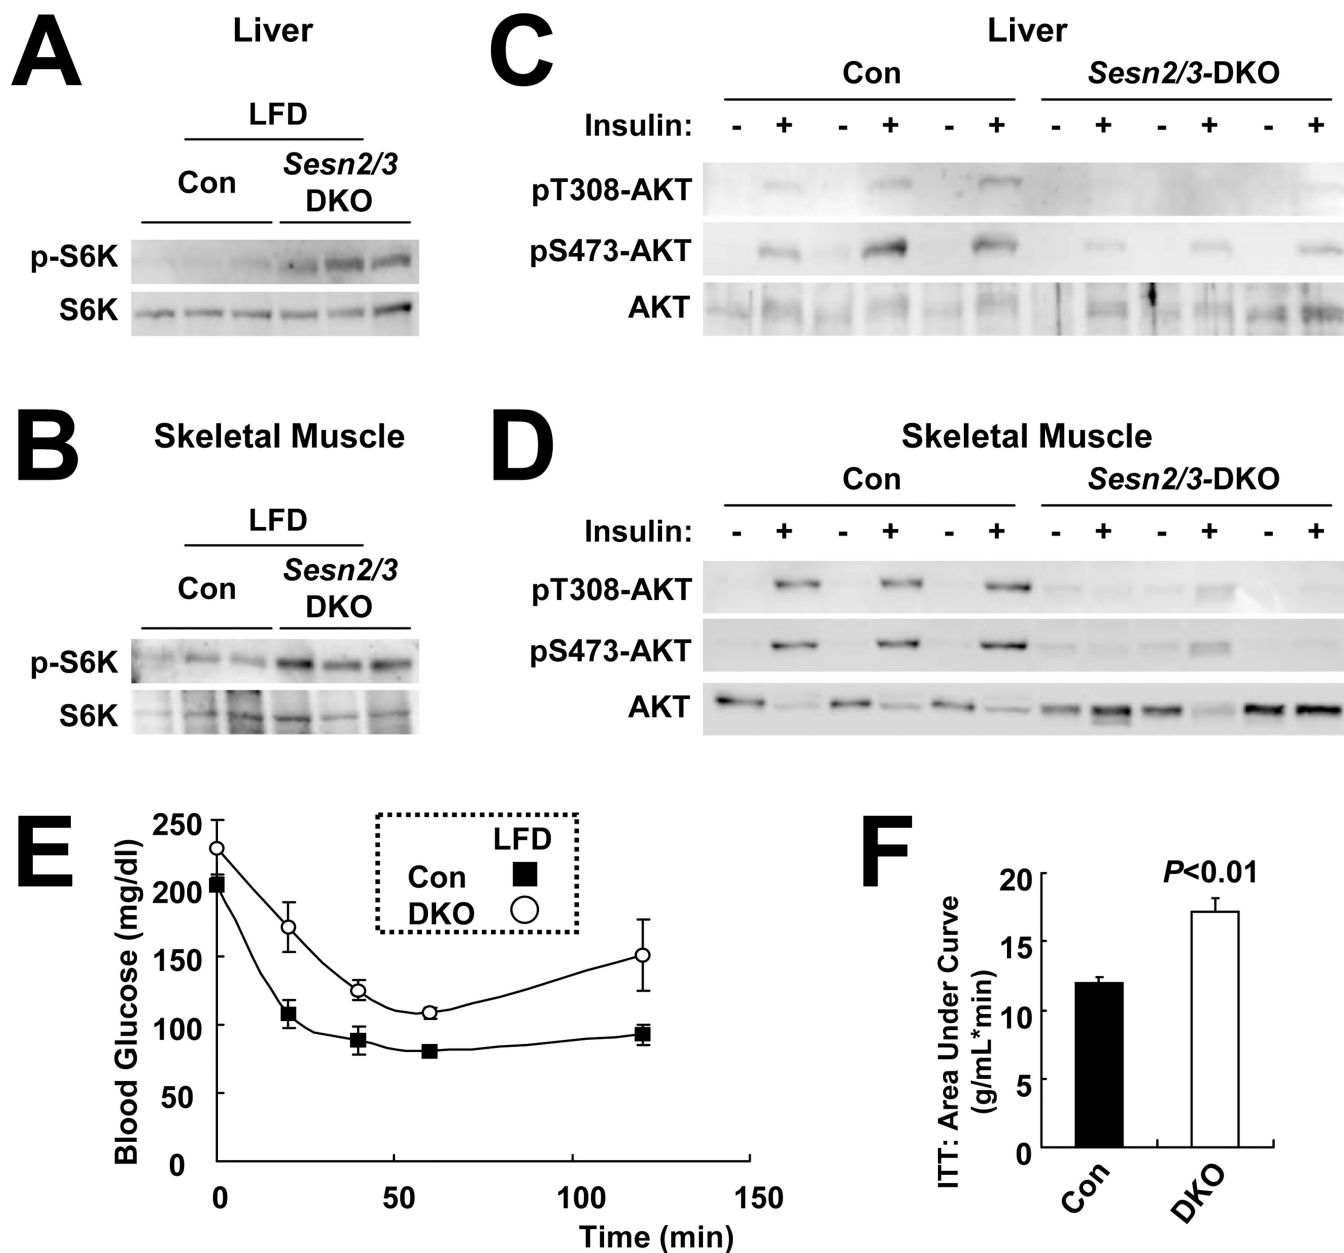 A
Liver
LFD
Con
Sesn2/3
DKO
p-S6K
S6K
C
Liver
Con Sesn2/3-DKO
Insulin: - + - + - + - + - + - +
pT308-AKT
pS473-AKT
AKT
B
Skeletal Muscle
LFD
Con
Sesn2/3
DKO
p-S6K
S6K
D
Skeletal Muscle
Con Sesn2/3-DKO
Insulin: - + - + - + - + - + - +
pT308-AKT
pS473-AKT
AKT
E
Blood Glucose (mg/dl)
250
200
150
100
50
0
0 50 100 150
Time (min)
LFD
Con
DKO
F
ITT: Area Under Curve
(g/mL*min)
20
15
10
5
0
P<0.01
Con
DKO